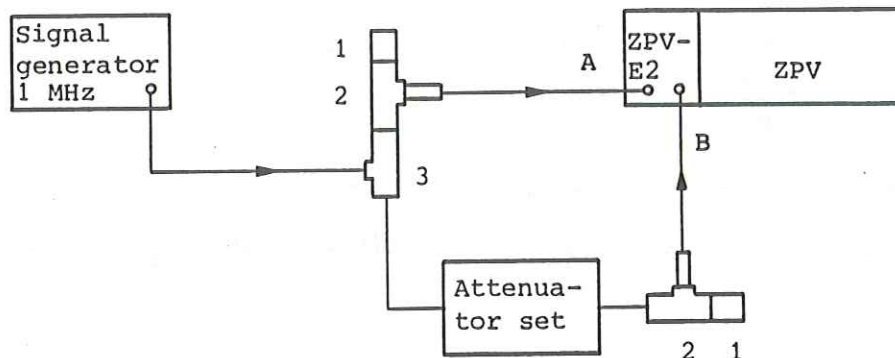 Signal
generator
1 MHz
1
2
3
A
ZPV-
E2
ZPV
B
Attenua-
tor set
2 1